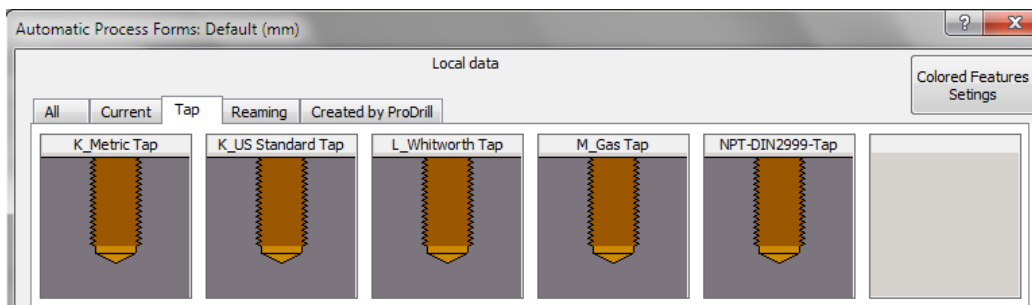 Automatic Process Forms: Default (mm)
? X
Local data
Colored Features
Setings
All Current Tap Reaming Created by ProDrill
K_Metric Tap K_US Standard Tap L_Whitworth Tap M_Gas Tap NPT-DIN2999-Tap